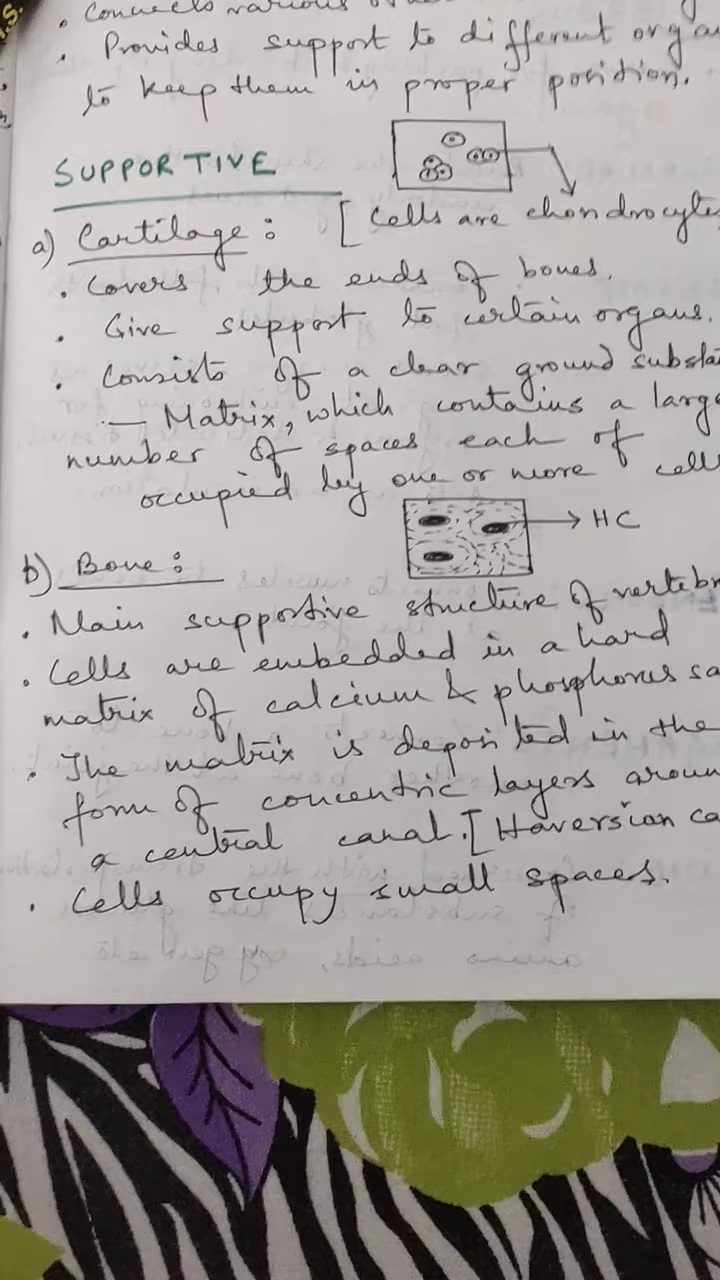 . Connects various
. Provides support to different orga
to keep them in proper position.
SUPPORTIVE
a) Cartilage : [ Cells are chondrocyte
. Covers the ends of bones.
. Give support to certain organs.
. Consists of a clear ground substa
— Matrix, which contains a large
number of spaces each of
occupied by one or more cell
HC
b) Bone :
. Main supportive structure of vertebr
. Cells are embedded in a hard
matrix of calcium & phosphorus sa
. The matrix is deposited in the
form of concentric layers aroun
a central canal. [ Haversion ca
. Cells occupy small spaces.